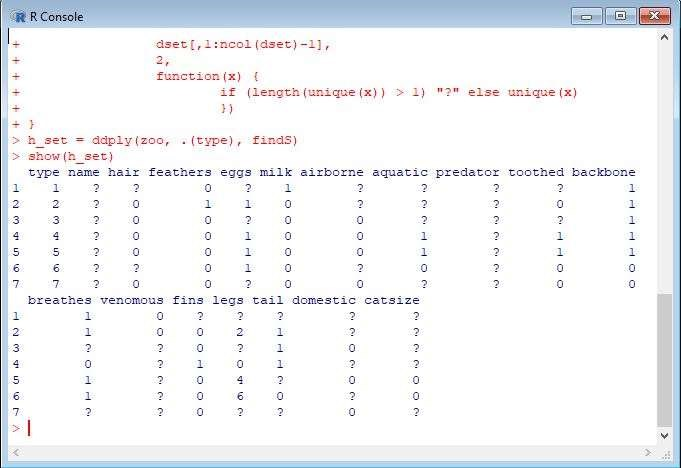 R Console
+ dset[,1:ncol(dset)-1],
+ 2,
+ function(x) {
+ if (length(unique(x)) > 1) "?" else unique(x)
+ })
+ }
> h_set = ddply(zoo, .(type), findS)
> show(h_set)
type name hair feathers eggs milk airborne aquatic predator toothed backbone
1 1 ? ? 0 ? 1 ? ? ? ? 1
2 2 ? 0 1 1 0 ? ? ? 0 1
3 3 ? 0 0 ? 0 0 ? ? ? 1
4 4 ? 0 0 1 0 0 1 ? 1 1
5 5 ? 0 0 1 0 0 1 ? 1 1
6 6 ? ? 0 1 0 ? 0 ? 0 0
7 7 ? 0 0 ? 0 0 ? ? 0 0
breathes venomous fins legs tail domestic catsize
1 1 0 ? ? ? ? ?
2 1 0 0 2 1 ? ?
3 ? ? 0 ? 1 0 ?
4 0 ? 1 0 1 ? ?
5 1 ? 0 4 ? 0 0
6 1 ? 0 6 0 ? 0
7 ? ? 0 ? ? 0 ?
>